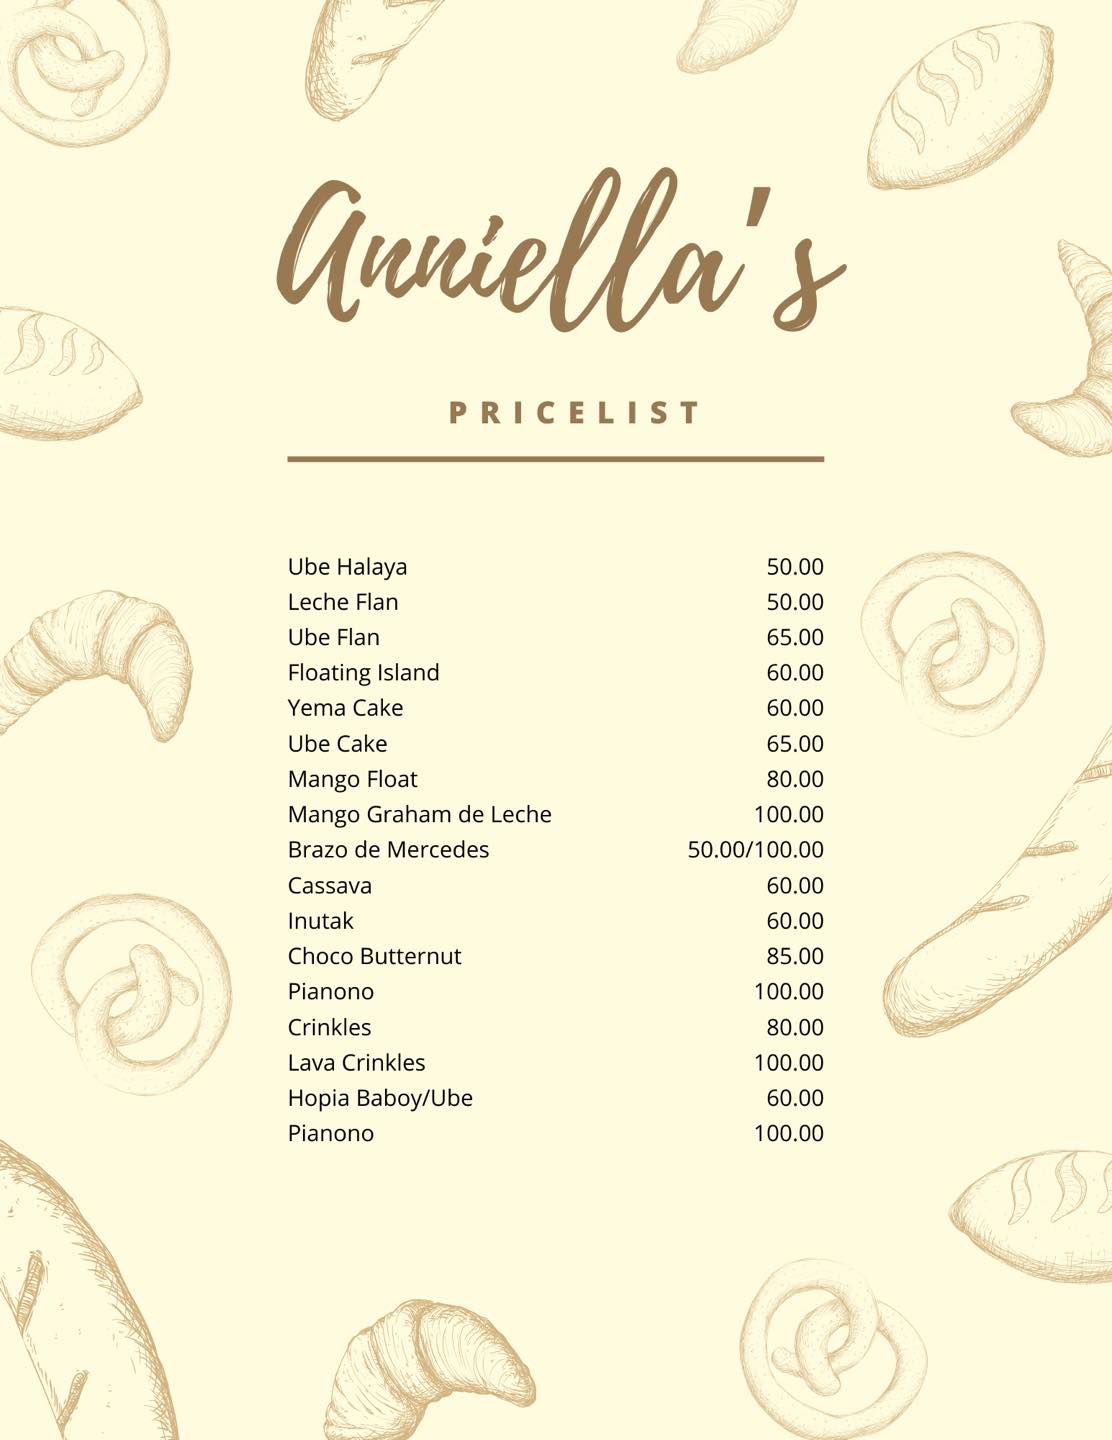 Anniella's
PRICELIST
Ube Halaya 50.00
Leche Flan 50.00
Ube Flan 65.00
Floating Island 60.00
Yema Cake 60.00
Ube Cake 65.00
Mango Float 80.00
Mango Graham de Leche 100.00
Brazo de Mercedes 50.00/100.00
Cassava 60.00
Inutak 60.00
Choco Butternut 85.00
Pianono 100.00
Crinkles 80.00
Lava Crinkles 100.00
Hopia Baboy/Ube 60.00
Pianono 100.00